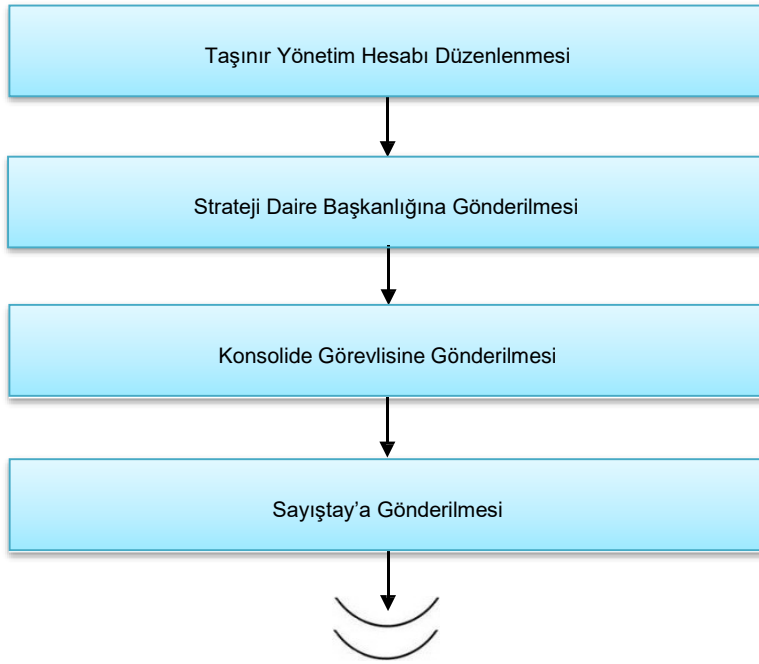 Taşınır Yönetim Hesabı Düzenlenmesi
Strateji Daire Başkanlığına Gönderilmesi
Konsolide Görevlisine Gönderilmesi
Sayıştay’a Gönderilmesi